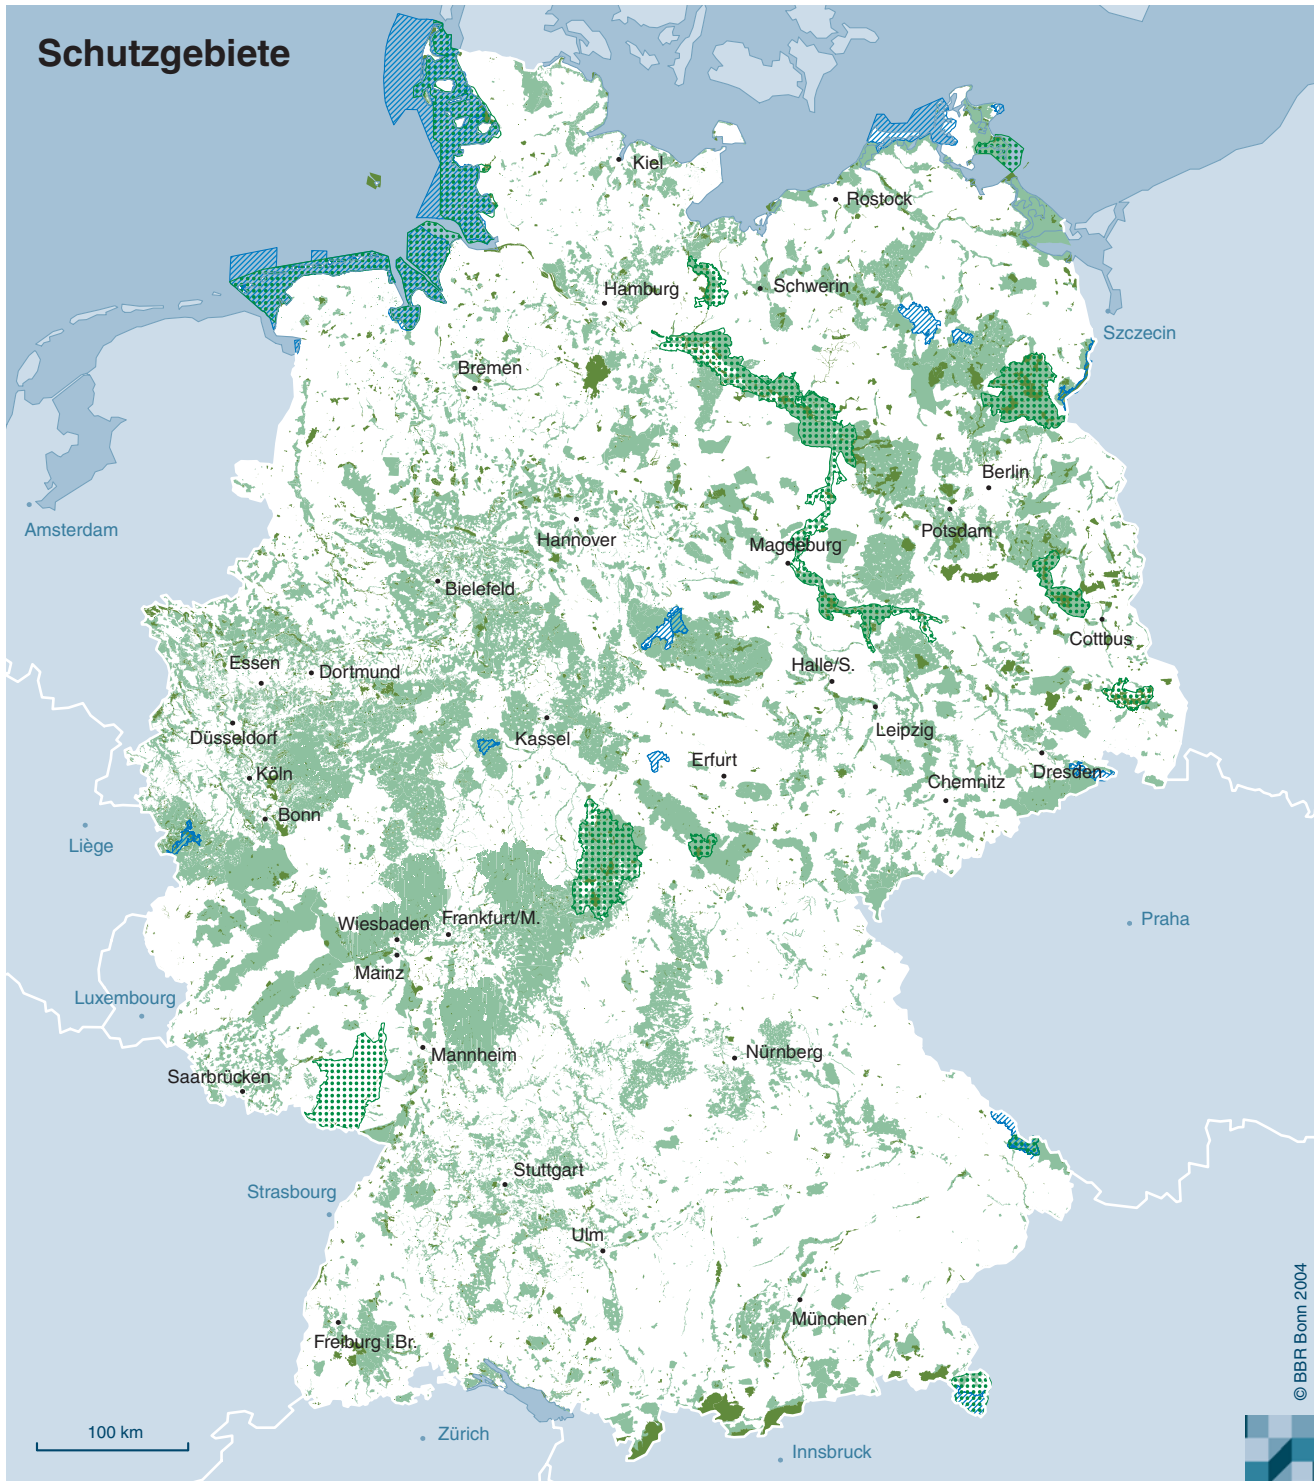 Schutzgebiete
Kiel
Rostock
Hamburg
Schwerin
Szczecin
Bremen
Berlin
Amsterdam
Potsdam
Hannover
Magdeburg
Bielefeld
Cottbus
Essen
Dortmund
Halle/S.
Düsseldorf
Kassel
Leipzig
Köln
Erfurt
Dresden
Chemnitz
Bonn
Liège
Wiesbaden
Frankfurt/M.
Praha
Mainz
Luxembourg
Mannheim
Nürnberg
Saarbrücken
Stuttgart
Strasbourg
Ulm
München
Freiburg i.Br.
© BBR Bonn 2004
100 km
Zürich
Innsbruck